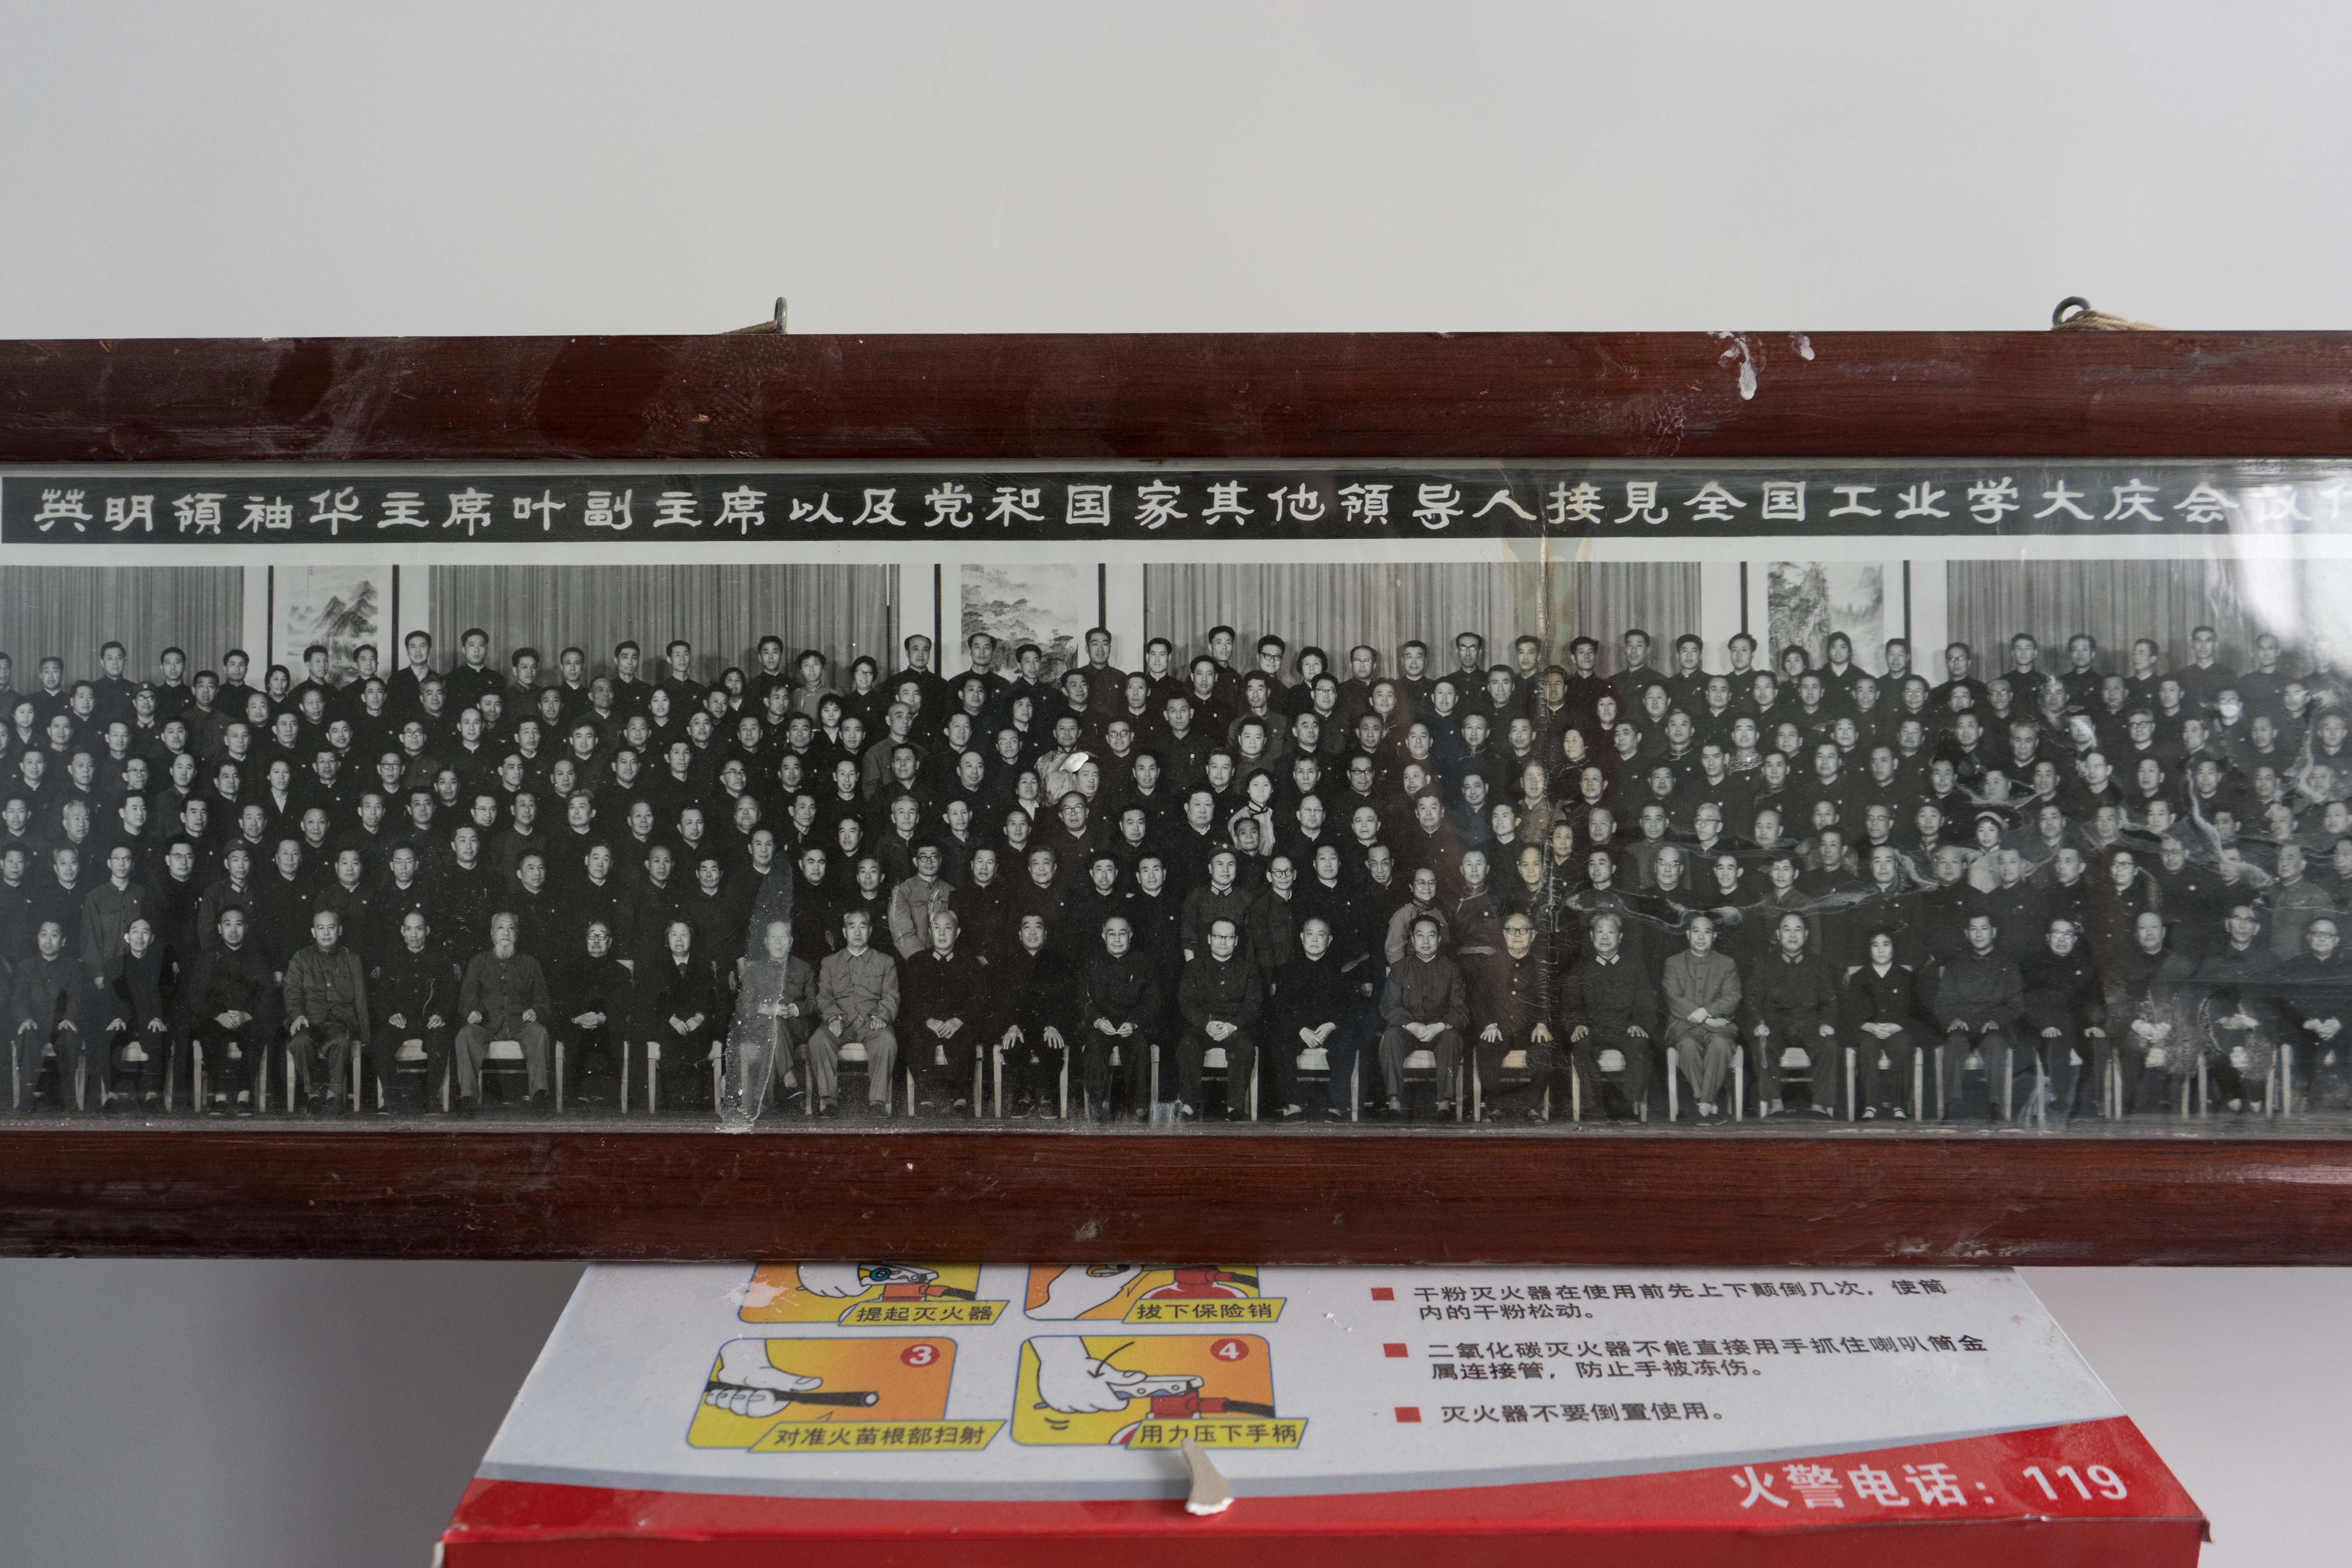 英明領袖华主席叶副主席以及党和国家其他領导人接見全国工业学大庆会议
提起灭火器
拔下保险销
3
4
对准火苗根部扫射
用力压下手柄
干粉灭火器在使用前先上下颠倒几次，使筒
内的干粉松动。
二氧化碳灭火器不能直接用手抓住喇叭筒金
属连接管，防止手被冻伤。
灭火器不要倒置使用。
火警电话：119